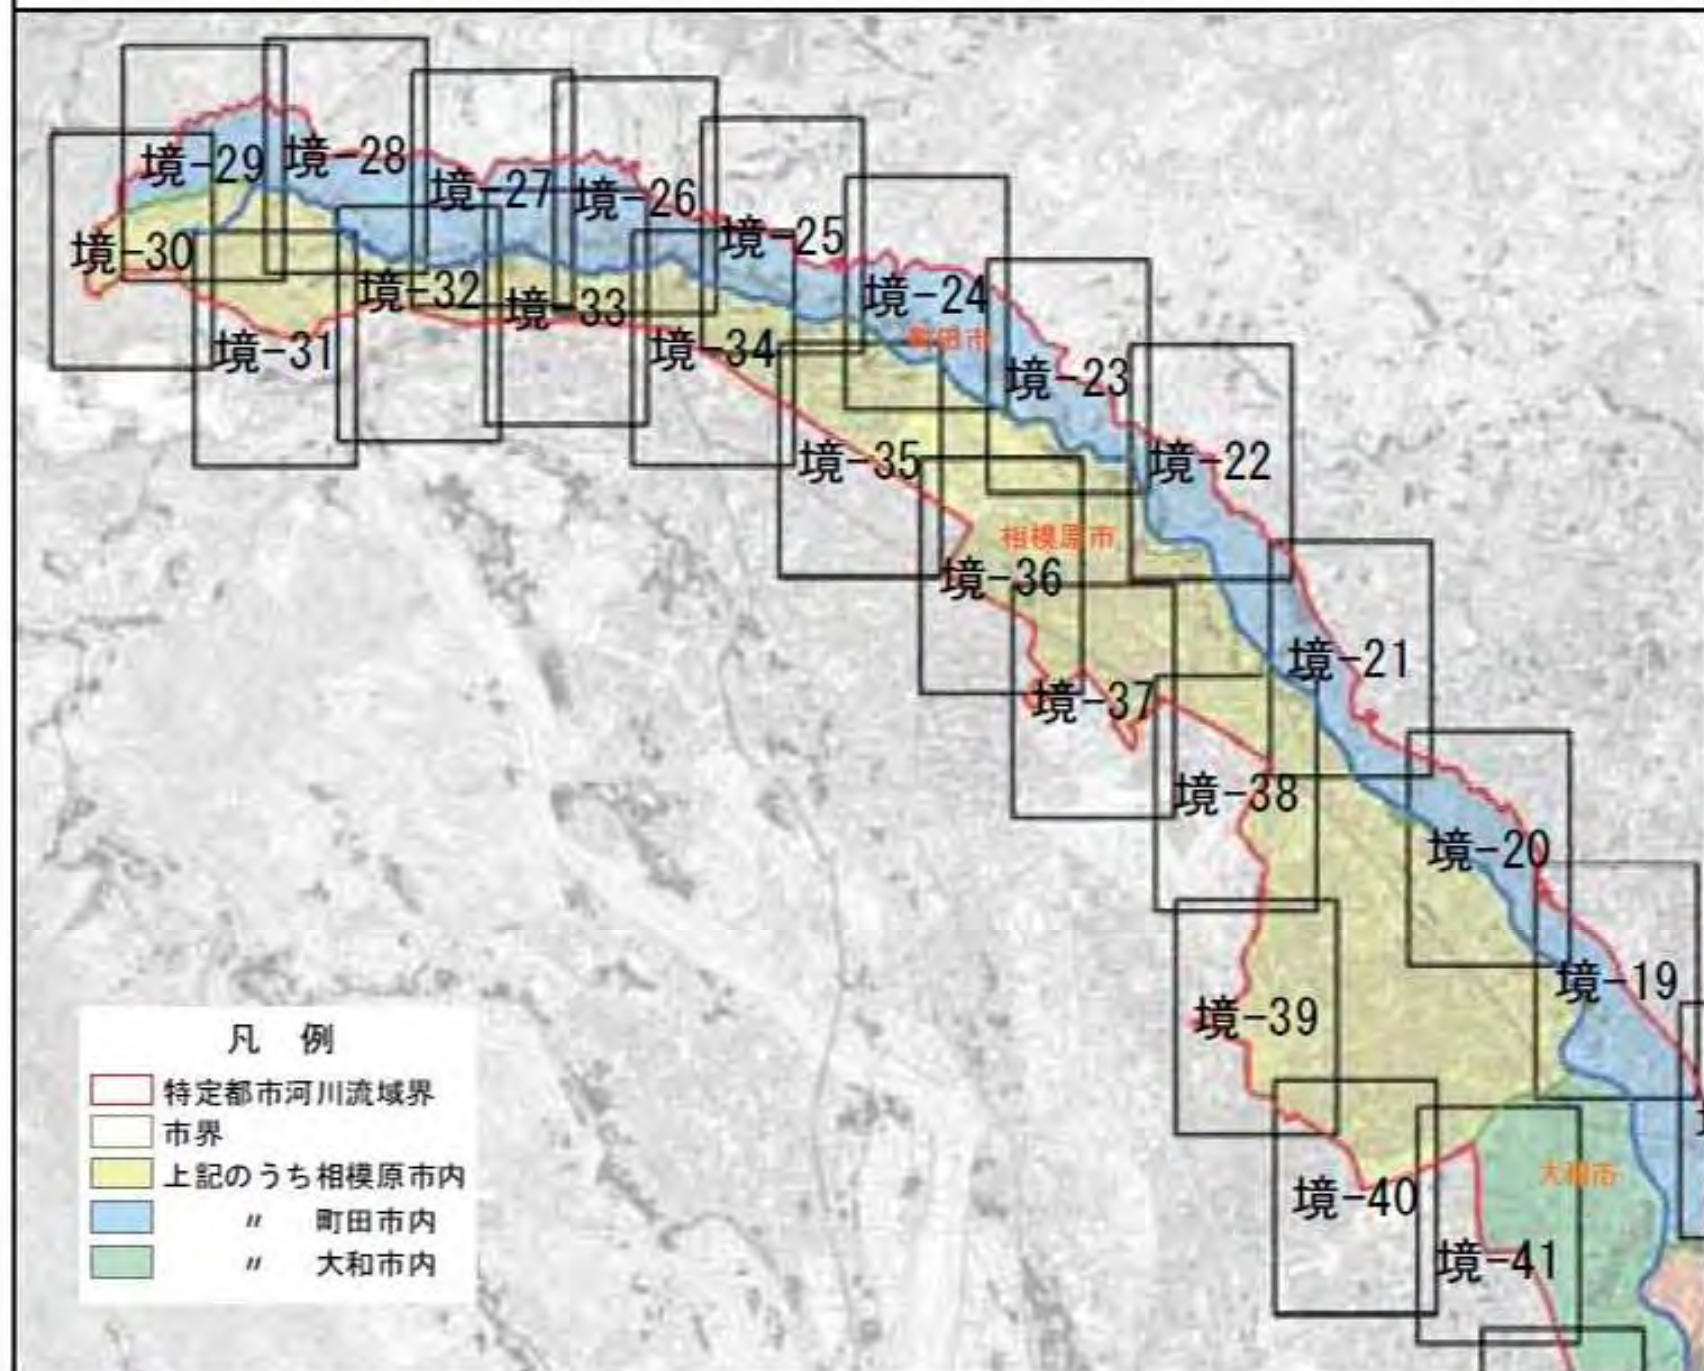 境-29
境-28
境-27
境-26
境-25
境-30
境-32
境-33
境-24
境-31
境-34
町田市
境-23
境-35
境-22
相模原市
境-36
境-21
境-37
境-38
境-20
境-19
境-39
大和市
境-40
境-41
凡 例
特定都市河川流域界
市界
上記のうち相模原市内
〃 町田市内
〃 大和市内